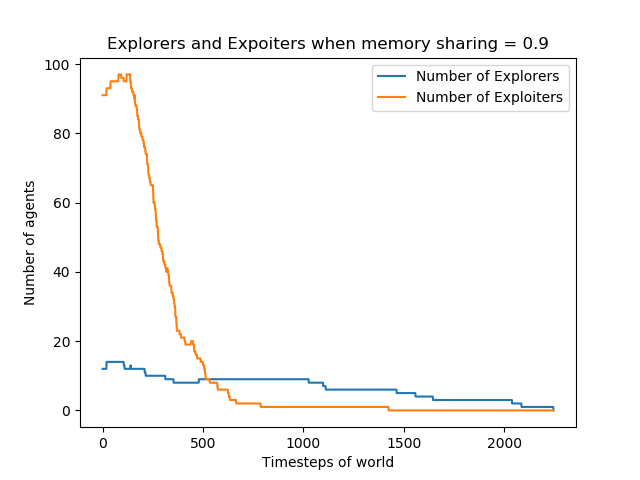 Explorers and Expoiters when memory sharing = 0.9
Number of Explorers
Number of Exploiters
Number of agents
100
80
60
40
20
0
0 500 1000 1500 2000
Timesteps of world